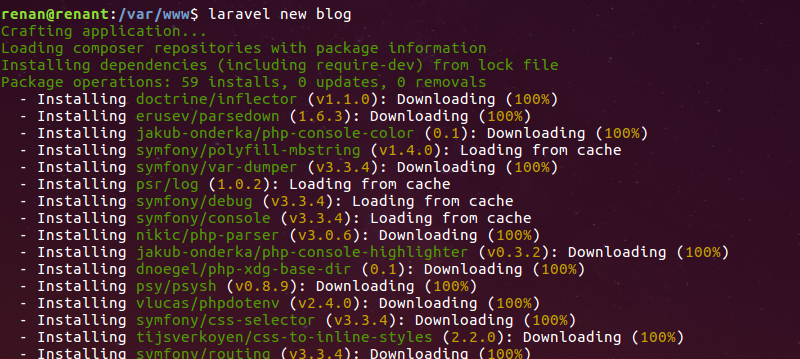 renan@renant:/var/www$ laravel new blog
Crafting application...
Loading composer repositories with package information
Installing dependencies (including require-dev) from lock file
Package operations: 59 installs, 0 updates, 0 removals
- Installing doctrine/inflector (v1.1.0): Downloading (100%)
- Installing erusev/parsedown (1.6.3): Downloading (100%)
- Installing jakub-onderka/php-console-color (0.1): Downloading (100%)
- Installing symfony/polyfill-mbstring (v1.4.0): Loading from cache
- Installing symfony/var-dumper (v3.3.4): Downloading (100%)
- Installing psr/log (1.0.2): Loading from cache
- Installing symfony/debug (v3.3.4): Loading from cache
- Installing symfony/console (v3.3.4): Loading from cache
- Installing nikic/php-parser (v3.0.6): Downloading (100%)
- Installing jakub-onderka/php-console-highlighter (v0.3.2): Downloading (100%)
- Installing dnoegel/php-xdg-base-dir (0.1): Downloading (100%)
- Installing psy/psysh (v0.8.9): Downloading (100%)
- Installing vlucas/phpdotenv (v2.4.0): Downloading (100%)
- Installing symfony/css-selector (v3.3.4): Downloading (100%)
- Installing tijsverkoyen/css-to-inline-styles (2.2.0): Downloading (100%)
- Installing symfony/routing (v3.3.4): Downloading (100%)